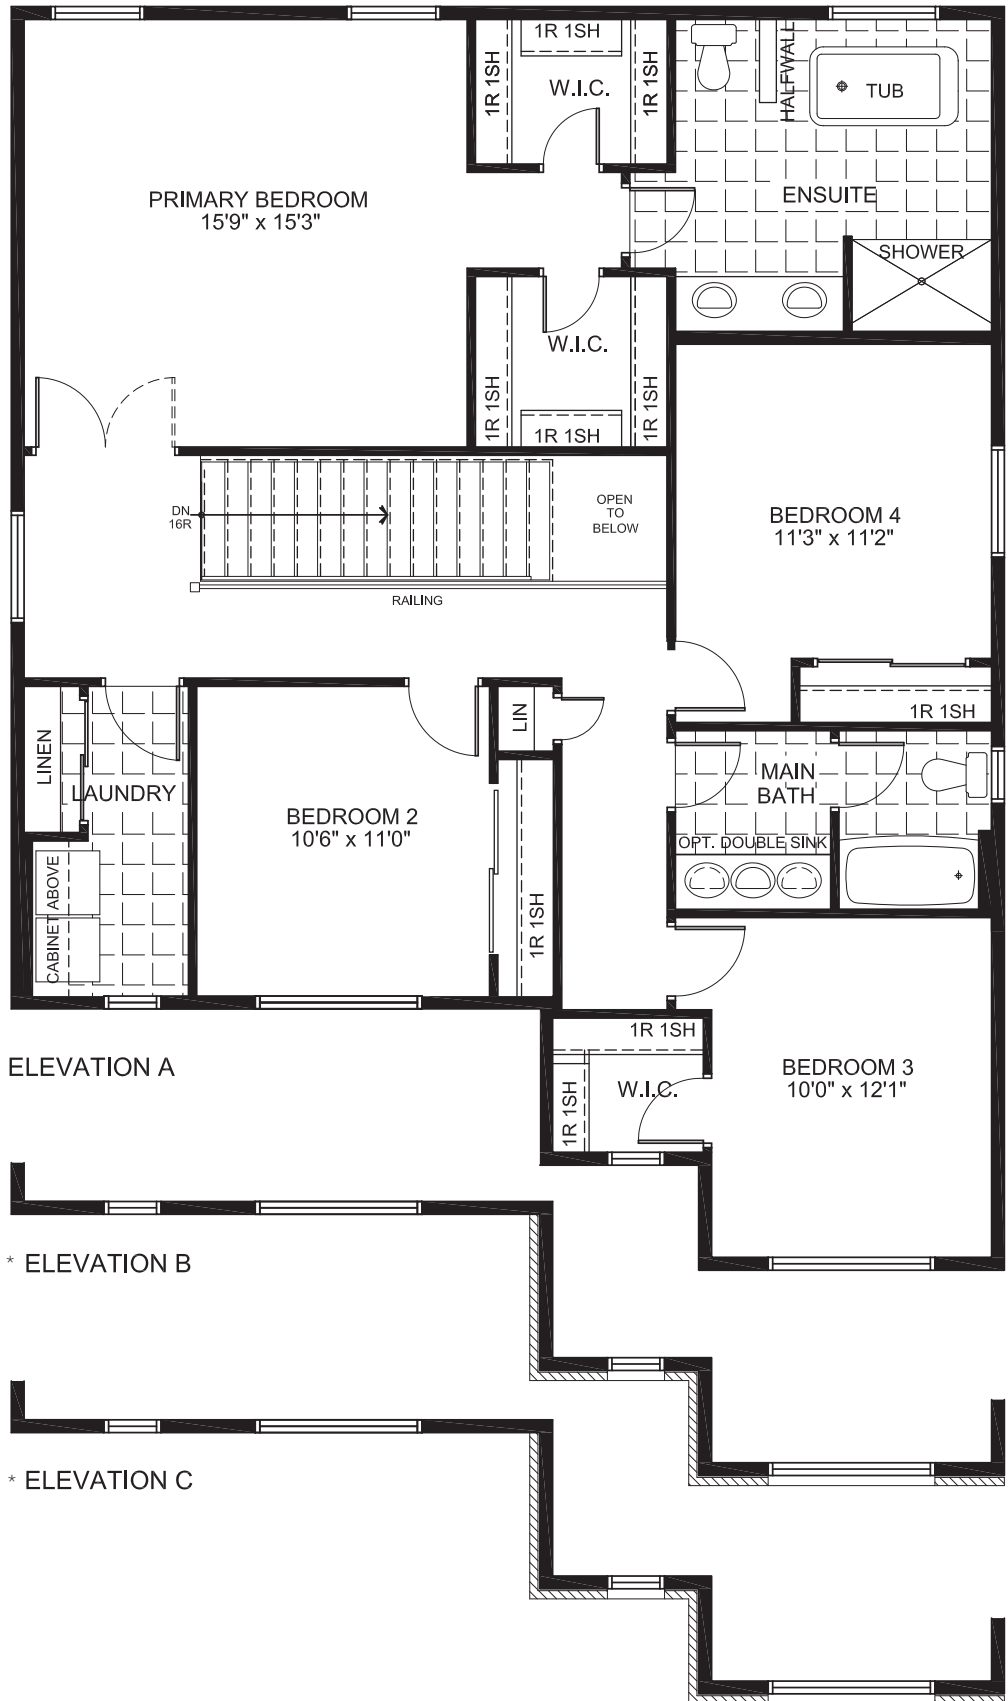 1R 1SH
1R 1SH
W.I.C.
1R 1SH
HALFWALL
TUB
PRIMARY BEDROOM
15'9" x 15'3"
ENSUITE
SHOWER
W.I.C.
1R 1SH
1R 1SH
1R 1SH
DN
16R
OPEN
TO
BELOW
RAILING
BEDROOM 4
11'3" x 11'2"
1R 1SH
LINEN
LAUNDRY
CABINET ABOVE
BEDROOM 2
10'6" x 11'0"
LIN
1R 1SH
MAIN
BATH
OPT. DOUBLE SINK
1R 1SH
1R 1SH
W.I.C.
BEDROOM 3
10'0" x 12'1"
ELEVATION A
* ELEVATION B
* ELEVATION C